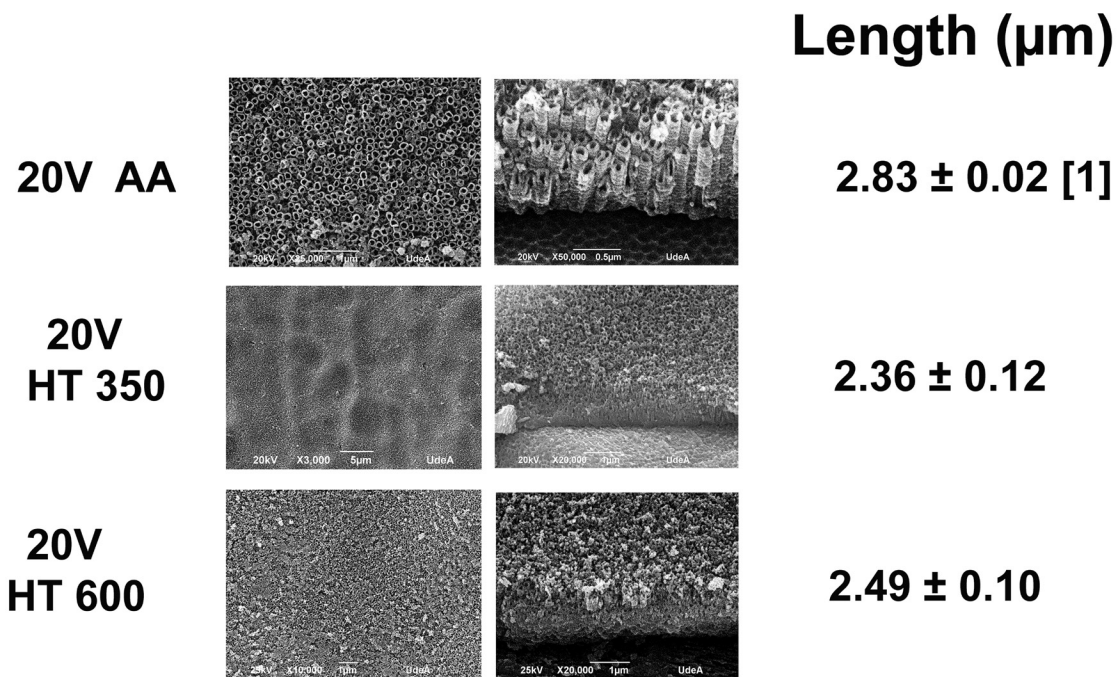 Length (µm)
20V AA
20kV X25,000 1µm UdeA
20kV X50,000 0.5µm UdeA
2.83 ± 0.02 [1]
20V
HT 350
20kV X3,000 5µm UdeA
20kV X20,000 1µm UdeA
2.36 ± 0.12
20V
HT 600
25kV X10,000 1µm UdeA
25kV X20,000 1µm UdeA
2.49 ± 0.10